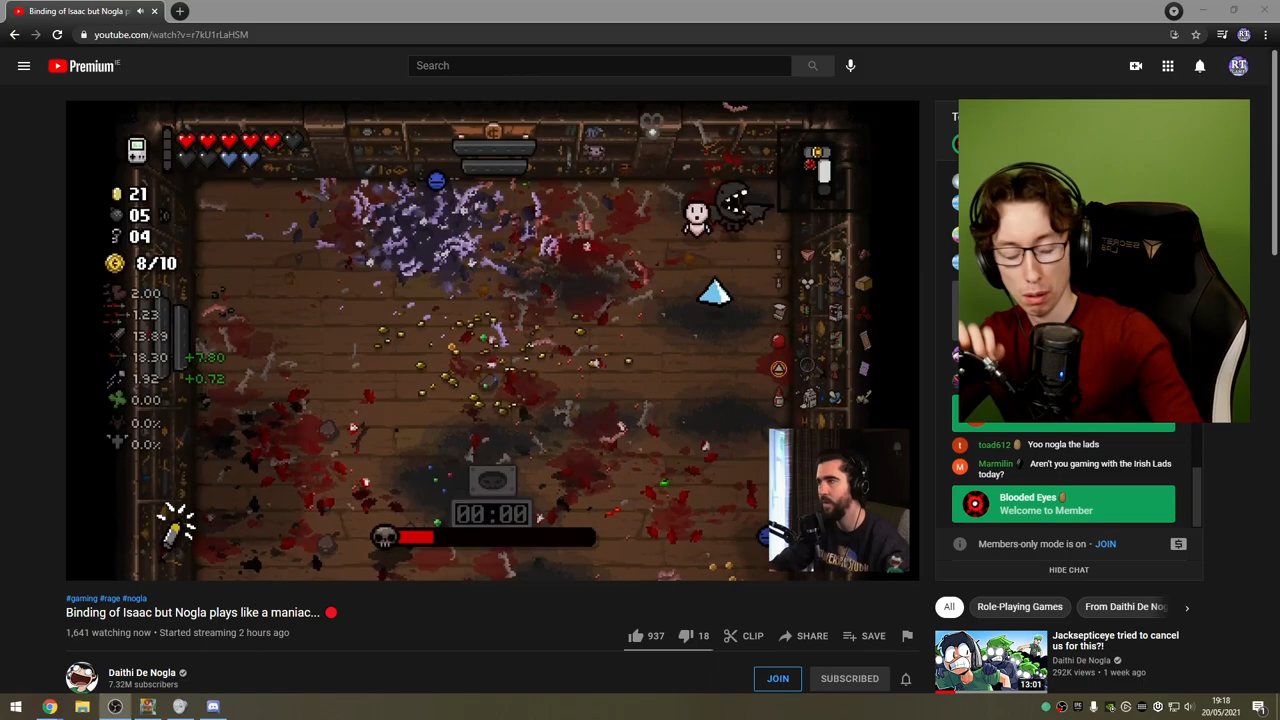 Binding of Isaac but Nogla p
youtube.com/watch?v=r7kU1rLaHSM
Premium IE
Search
RT
21
05
04
8/10
2.00
1.23
13.89
18.30 +7.80
1.92 +0.72
0.00
0.0%
0.0%
00:00
toad612 Yoo nogla the lads
Marmilin Aren't you gaming with the Irish Lads
today?
Blooded Eyes
Welcome to Member
Members-only mode is on - JOIN
HIDE CHAT
#gaming #rage #nogla
Binding of Isaac but Nogla plays like a maniac...
1,641 watching now • Started streaming 2 hours ago
937
18
CLIP
SHARE
SAVE
All
Role-Playing Games
From Daithi De Nog
Jacksepticeye tried to cancel
us for this?!
Daithi De Nogla
292K views • 1 week ago
13:01
Daithi De Nogla
7.32M subscribers
JOIN
SUBSCRIBED
19:18
20/05/2021